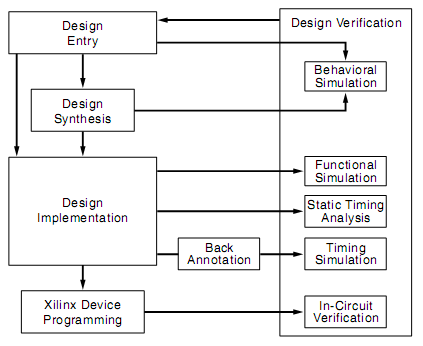 Design
Entry
Design Verification
Behavioral
Simulation
Design
Synthesis
Functional
Simulation
Design
Implementation
Static Timing
Analysis
Back
Annotation
Timing
Simulation
Xilinx Device
Programming
In-Circuit
Verification